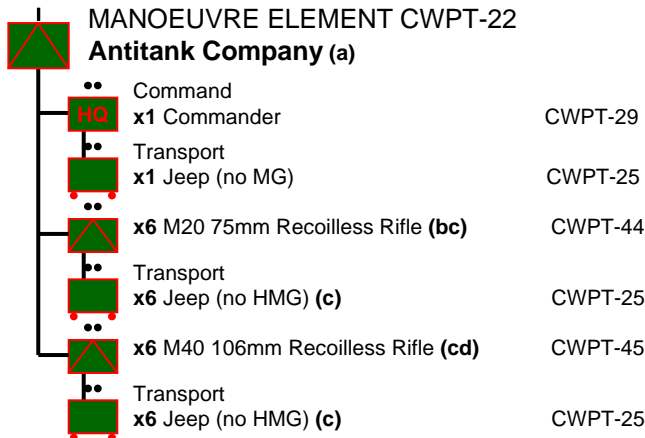 MANOEUVRE ELEMENT CWPT-22
Antitank Company (a)
Command
HQ x1 Commander CWPT-29
Transport
x1 Jeep (no MG) CWPT-25
x6 M20 75mm Recoilless Rifle (bc) CWPT-44
Transport
x6 Jeep (no HMG) (c) CWPT-25
x6 M40 106mm Recoilless Rifle (cd) CWPT-45
Transport
x6 Jeep (no HMG) (c) CWPT-25